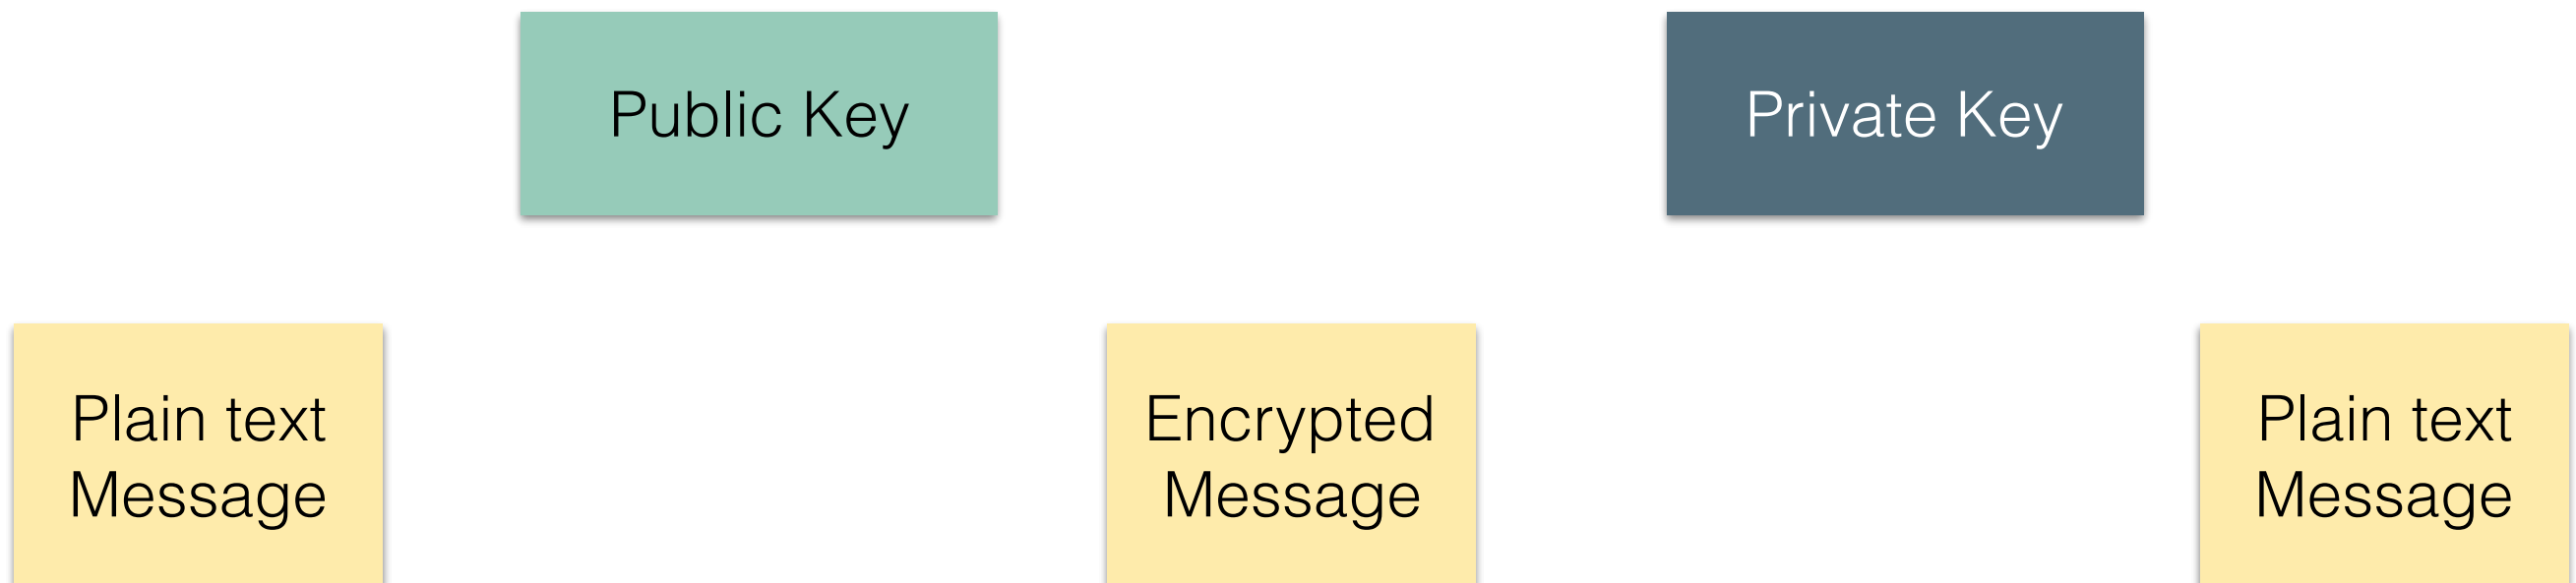 Public Key
Private Key
Plain text
Message
Encrypted
Message
Plain text
Message